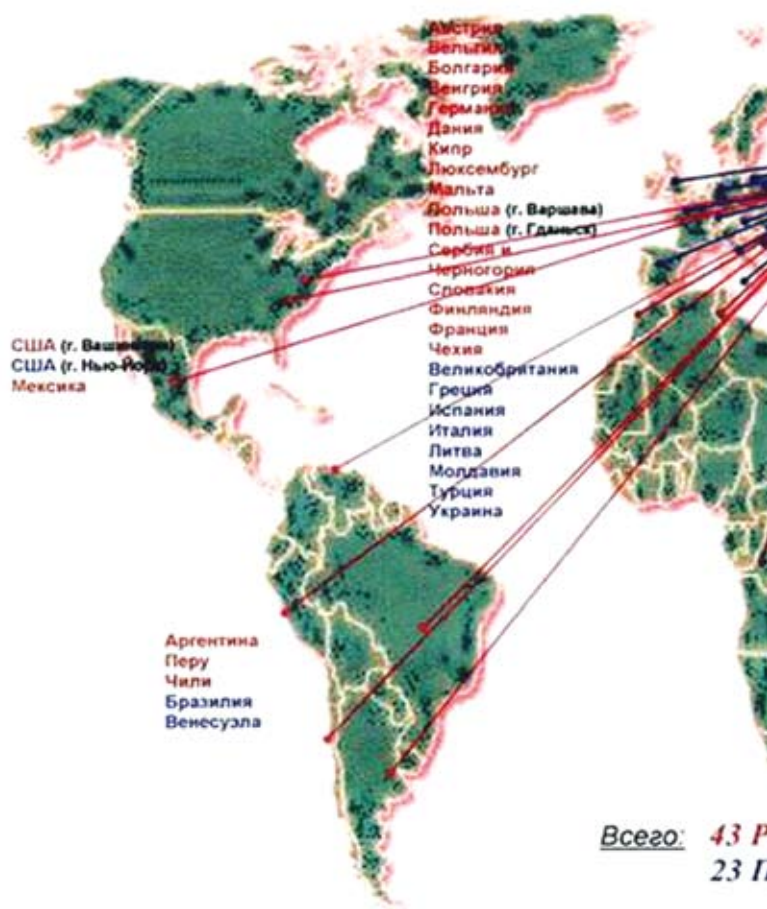 Австрия
Вельгия
Болгария
Венгрия
Германия
Дания
Кипр
Люксембург
Мальта
Польша (г. Варшава)
Польша (г. Гданьск)
Сербия и
Черногория
Словакия
Финляндия
Франция
Чехия
Великобритания
Греция
Испания
Италия
Литва
Молдавия
Турция
Украина
США (г. Вашингтон)
США (г. Нью-Йорк)
Мексика
Аргентина
Перу
Чили
Бразилия
Венесуэла
Всего: 43 Р
23 П